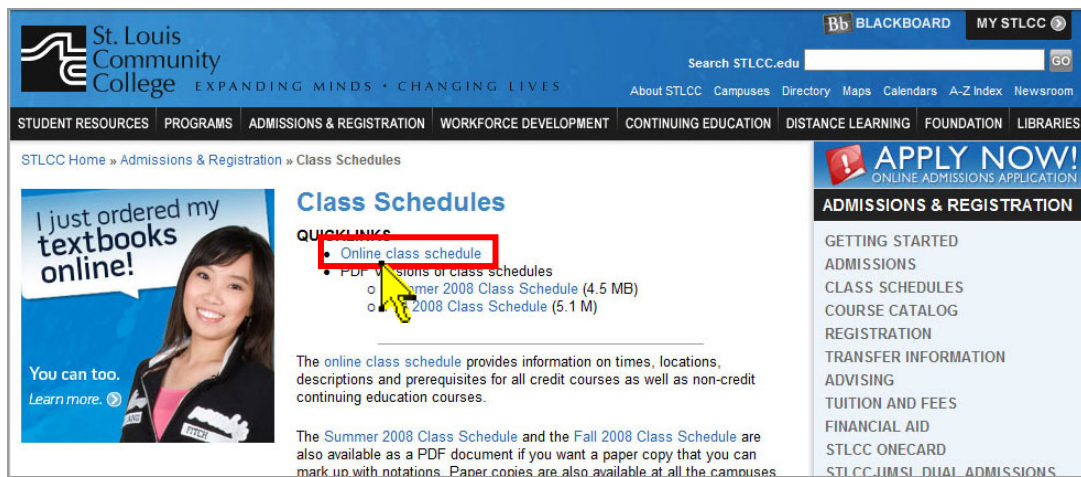 St. Louis
Community
College EXPANDING MINDS • CHANGING LIVES
Bb BLACKBOARD MY STLCC
Search STLCC.edu GO
About STLCC Campuses Directory Maps Calendars A-Z Index Newsroom
STUDENT RESOURCES PROGRAMS ADMISSIONS & REGISTRATION WORKFORCE DEVELOPMENT CONTINUING EDUCATION DISTANCE LEARNING FOUNDATION LIBRARIES
STLCC Home » Admissions & Registration » Class Schedules
I just ordered my
textbooks
online!
You can too.
Learn more.
FITCH
Class Schedules
QUICKLINKS
• Online class schedule
• PDF Versions of class schedules
o Summer 2008 Class Schedule (4.5 MB)
o 2008 Class Schedule (5.1 M)
The online class schedule provides information on times, locations,
descriptions and prerequisites for all credit courses as well as non-credit
continuing education courses.
The Summer 2008 Class Schedule and the Fall 2008 Class Schedule are
also available as a PDF document if you want a paper copy that you can
mark up with notations. Paper copies are also available at all the campuses
APPLY NOW!
ONLINE ADMISSIONS APPLICATION
ADMISSIONS & REGISTRATION
GETTING STARTED
ADMISSIONS
CLASS SCHEDULES
COURSE CATALOG
REGISTRATION
TRANSFER INFORMATION
ADVISING
TUITION AND FEES
FINANCIAL AID
STLCC ONECARD
STLCC-UMSL DUAL ADMISSIONS